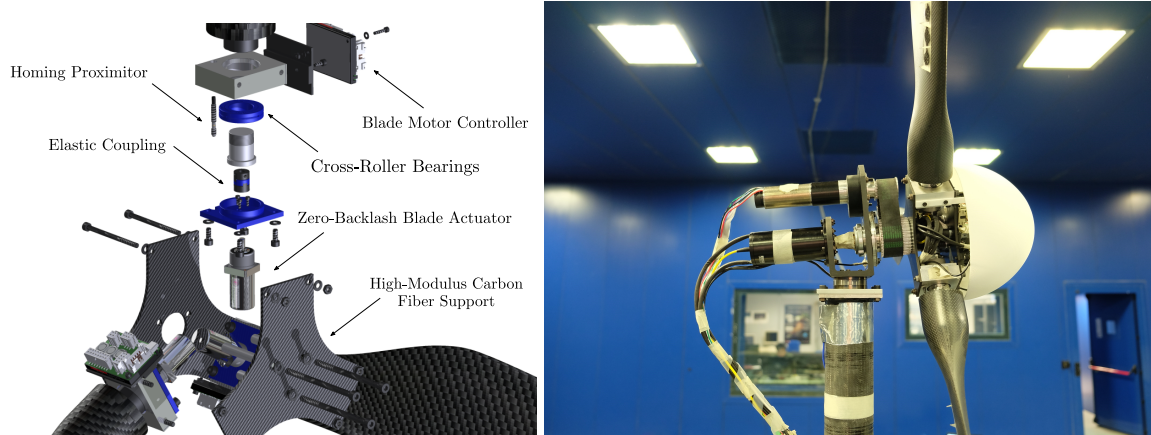 Homing Proximitor
Blade Motor Controller
Elastic Coupling
Cross-Roller Bearings
Zero-Backlash Blade Actuator
High-Modulus Carbon
Fiber Support